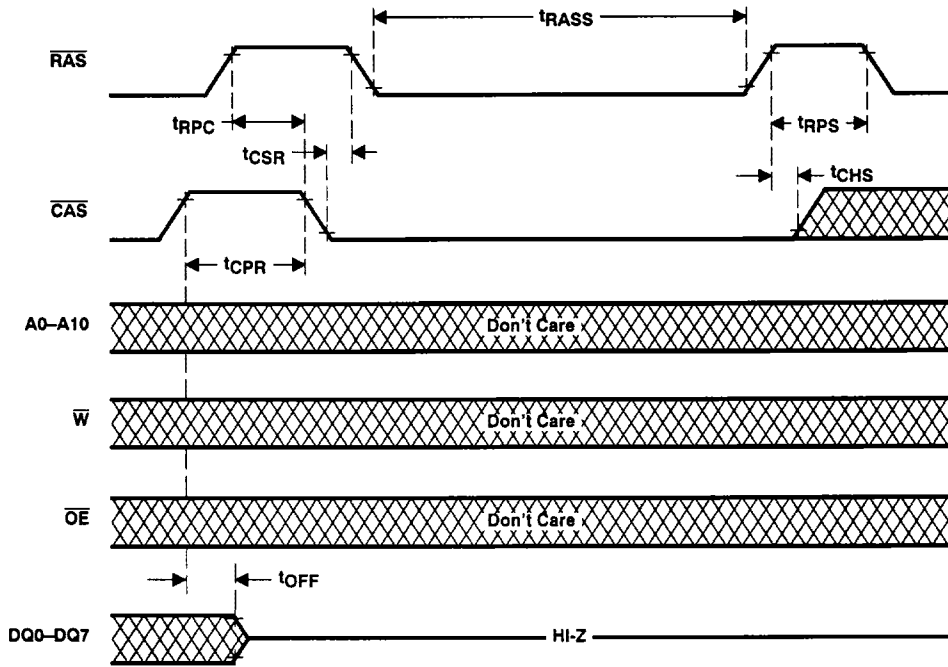 tRASS
RAS
tRPC
tRPS
tCSR
tCHS
CAS
tCPR
A0–A10
Don't Care
W
Don't Care
OE
Don't Care
tOFF
DQ0–DQ7
HI-Z